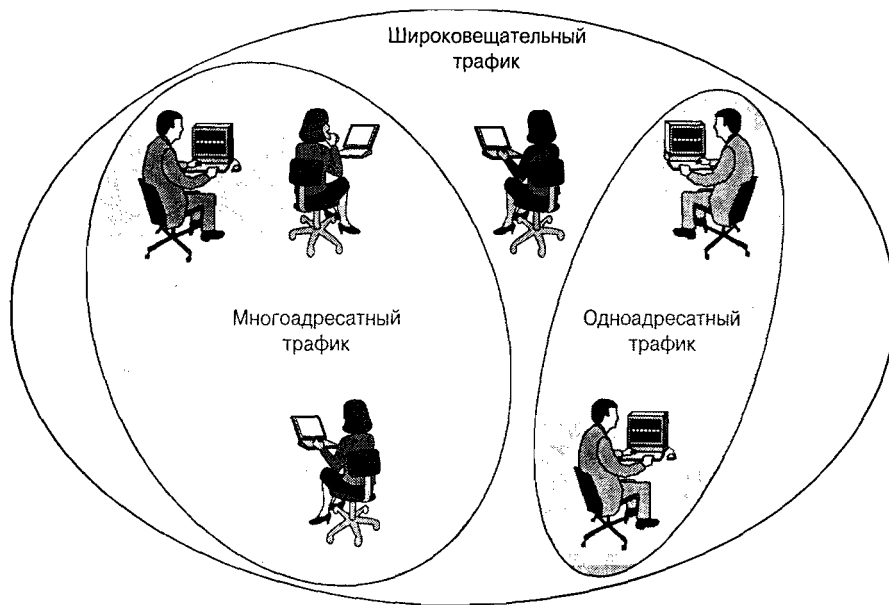 Широковещательный
трафик
Многоадресатный
трафик
Одноадресатный
трафик